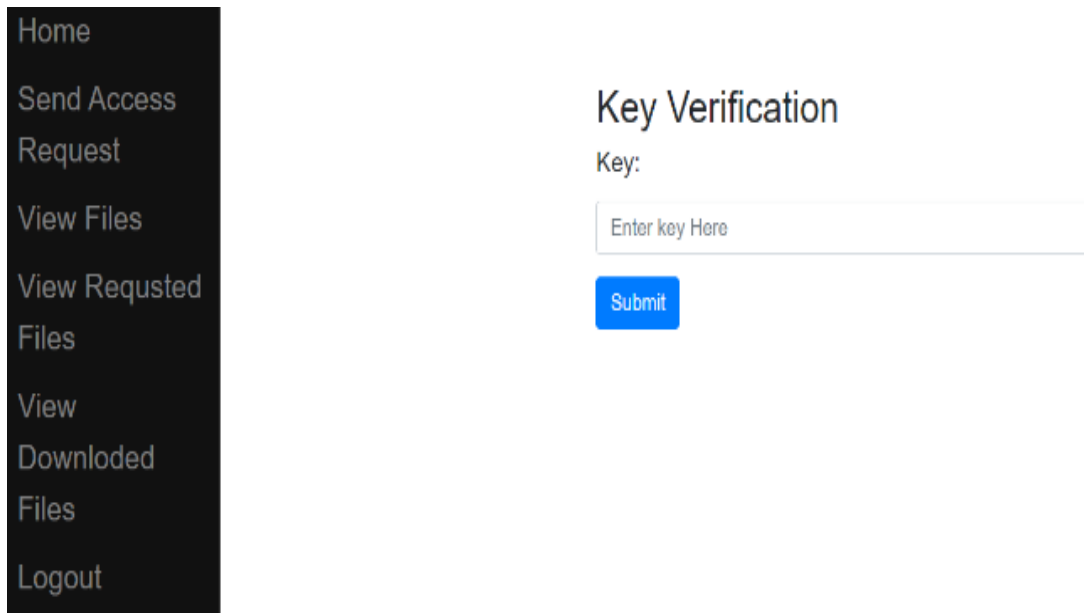 Home
Send Access
Request
View Files
View Requsted
Files
View
Downloded
Files
Logout
Key Verification
Key:
Enter key Here
Submit